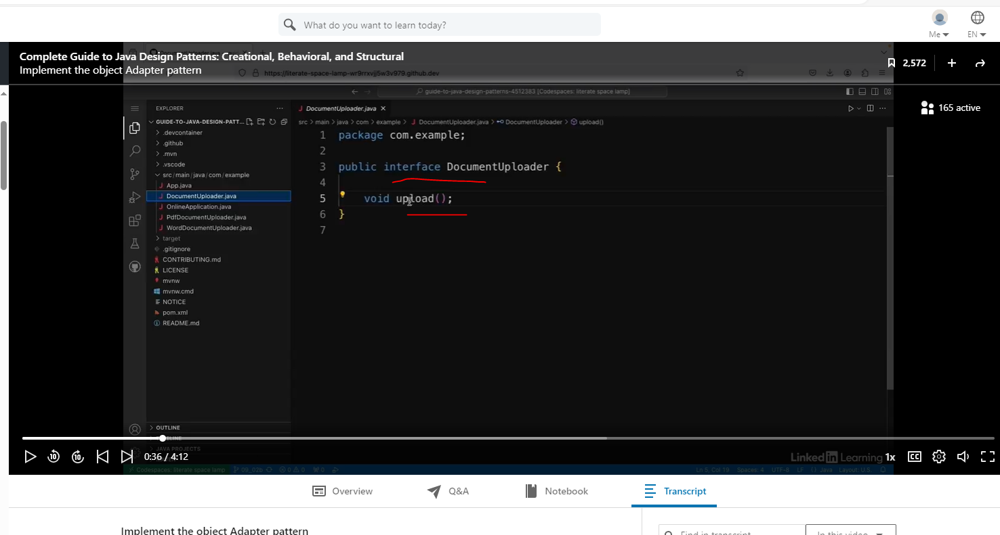 What do you want to learn today?
Me
EN
Complete Guide to Java Design Patterns: Creational, Behavioral, and Structural
Implement the object Adapter pattern
2,572
https://literate-space-lamp-wr9rrxvjj5w3v979.github.dev
guide-to-java-design-patterns-4512383 [Codespaces: literate space lamp]
165 active
EXPLORER
GUIDE-TO-JAVA-DESIGN-PATT...
.devcontainer
.github
.mvn
.vscode
src/main/java/com/example
App.java
DocumentUploader.java
OnlineApplication.java
PdfDocumentUploader.java
WordDocumentUploader.java
target
.gitignore
CONTRIBUTING.md
LICENSE
mvnw
mvnw.cmd
NOTICE
pom.xml
README.md
OUTLINE
JAVA PROJECTS
DocumentUploader.java
src > main > java > com > example > DocumentUploader.java > DocumentUploader > upload()
1 package com.example;
2
3 public interface DocumentUploader {
4
5 void upload();
6 }
7
0:36 / 4:12
LinkedIn Learning
1x
CC
Codespaces: literate space lamp 09_02b 0 0 0
Ln 5, Col 19 Spaces: 4 UTF-8 LF {} Java Layout: U.S.
Overview
Q&A
Notebook
Transcript
Implement the object Adapter pattern
Find in transcript
In this video